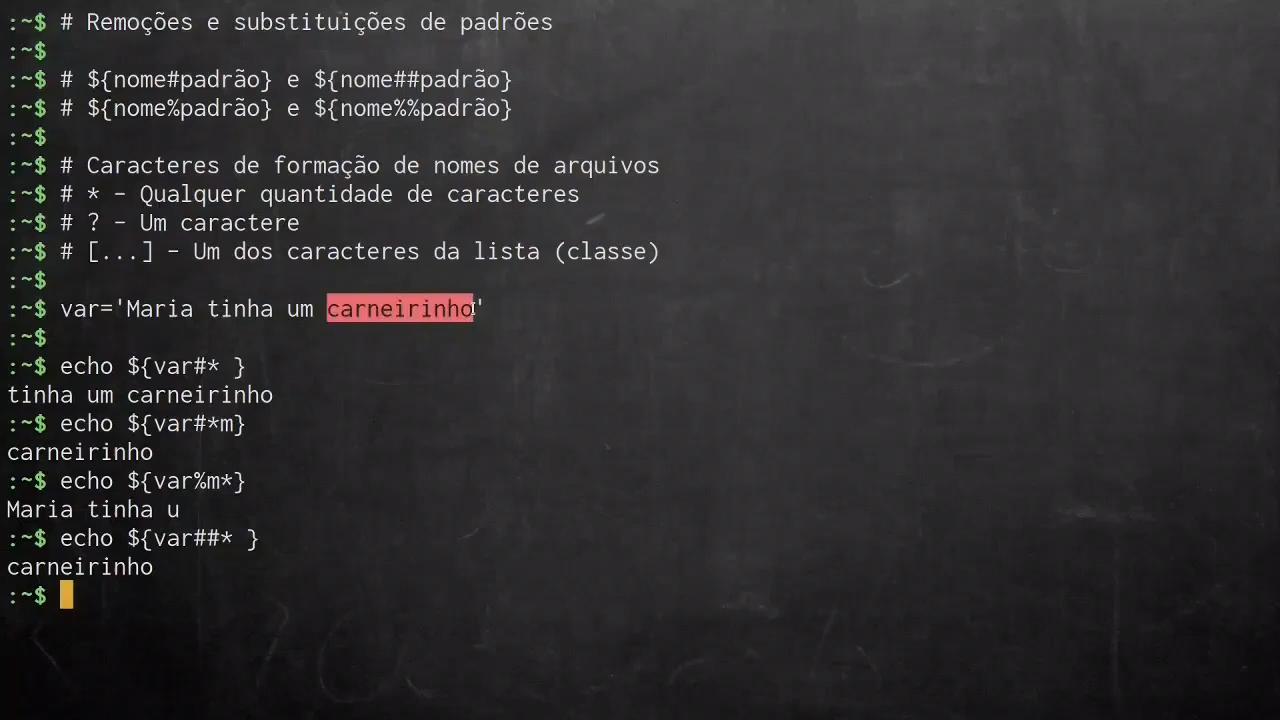 :~$ # Remoções e substituições de padrões
:~$
:~$ # ${nome#padrão} e ${nome##padrão}
:~$ # ${nome%padrão} e ${nome%%padrão}
:~$
:~$ # Caracteres de formação de nomes de arquivos
:~$ # * - Qualquer quantidade de caracteres
:~$ # ? - Um caractere
:~$ # [...] - Um dos caracteres da lista (classe)
:~$
:~$ var='Maria tinha um carneirinho'
:~$
:~$ echo ${var#* }
tinha um carneirinho
:~$ echo ${var#*m}
carneirinho
:~$ echo ${var%m*}
Maria tinha u
:~$ echo ${var##* }
carneirinho
:~$